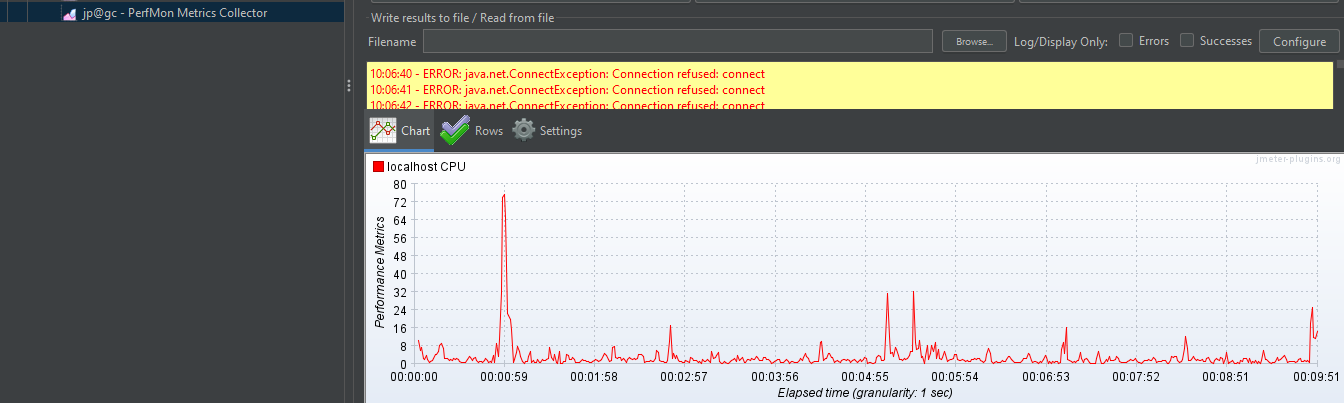 jp@gc - PerfMon Metrics Collector
Write results to file / Read from file
Filename Browse... Log/Display Only: Errors Successes Configure
10:06:40 - ERROR: java.net.ConnectException: Connection refused: connect
10:06:41 - ERROR: java.net.ConnectException: Connection refused: connect
10:06:42 - ERROR: java.net.ConnectException: Connection refused: connect
Chart Rows Settings
localhost CPU
jmeter-plugins.org
Performance Metrics
80
72
64
56
48
40
32
24
16
8
0
00:00:00 00:00:59 00:01:58 00:02:57 00:03:56 00:04:55 00:05:54 00:06:53 00:07:52 00:08:51 00:09:51
Elapsed time (granularity: 1 sec)